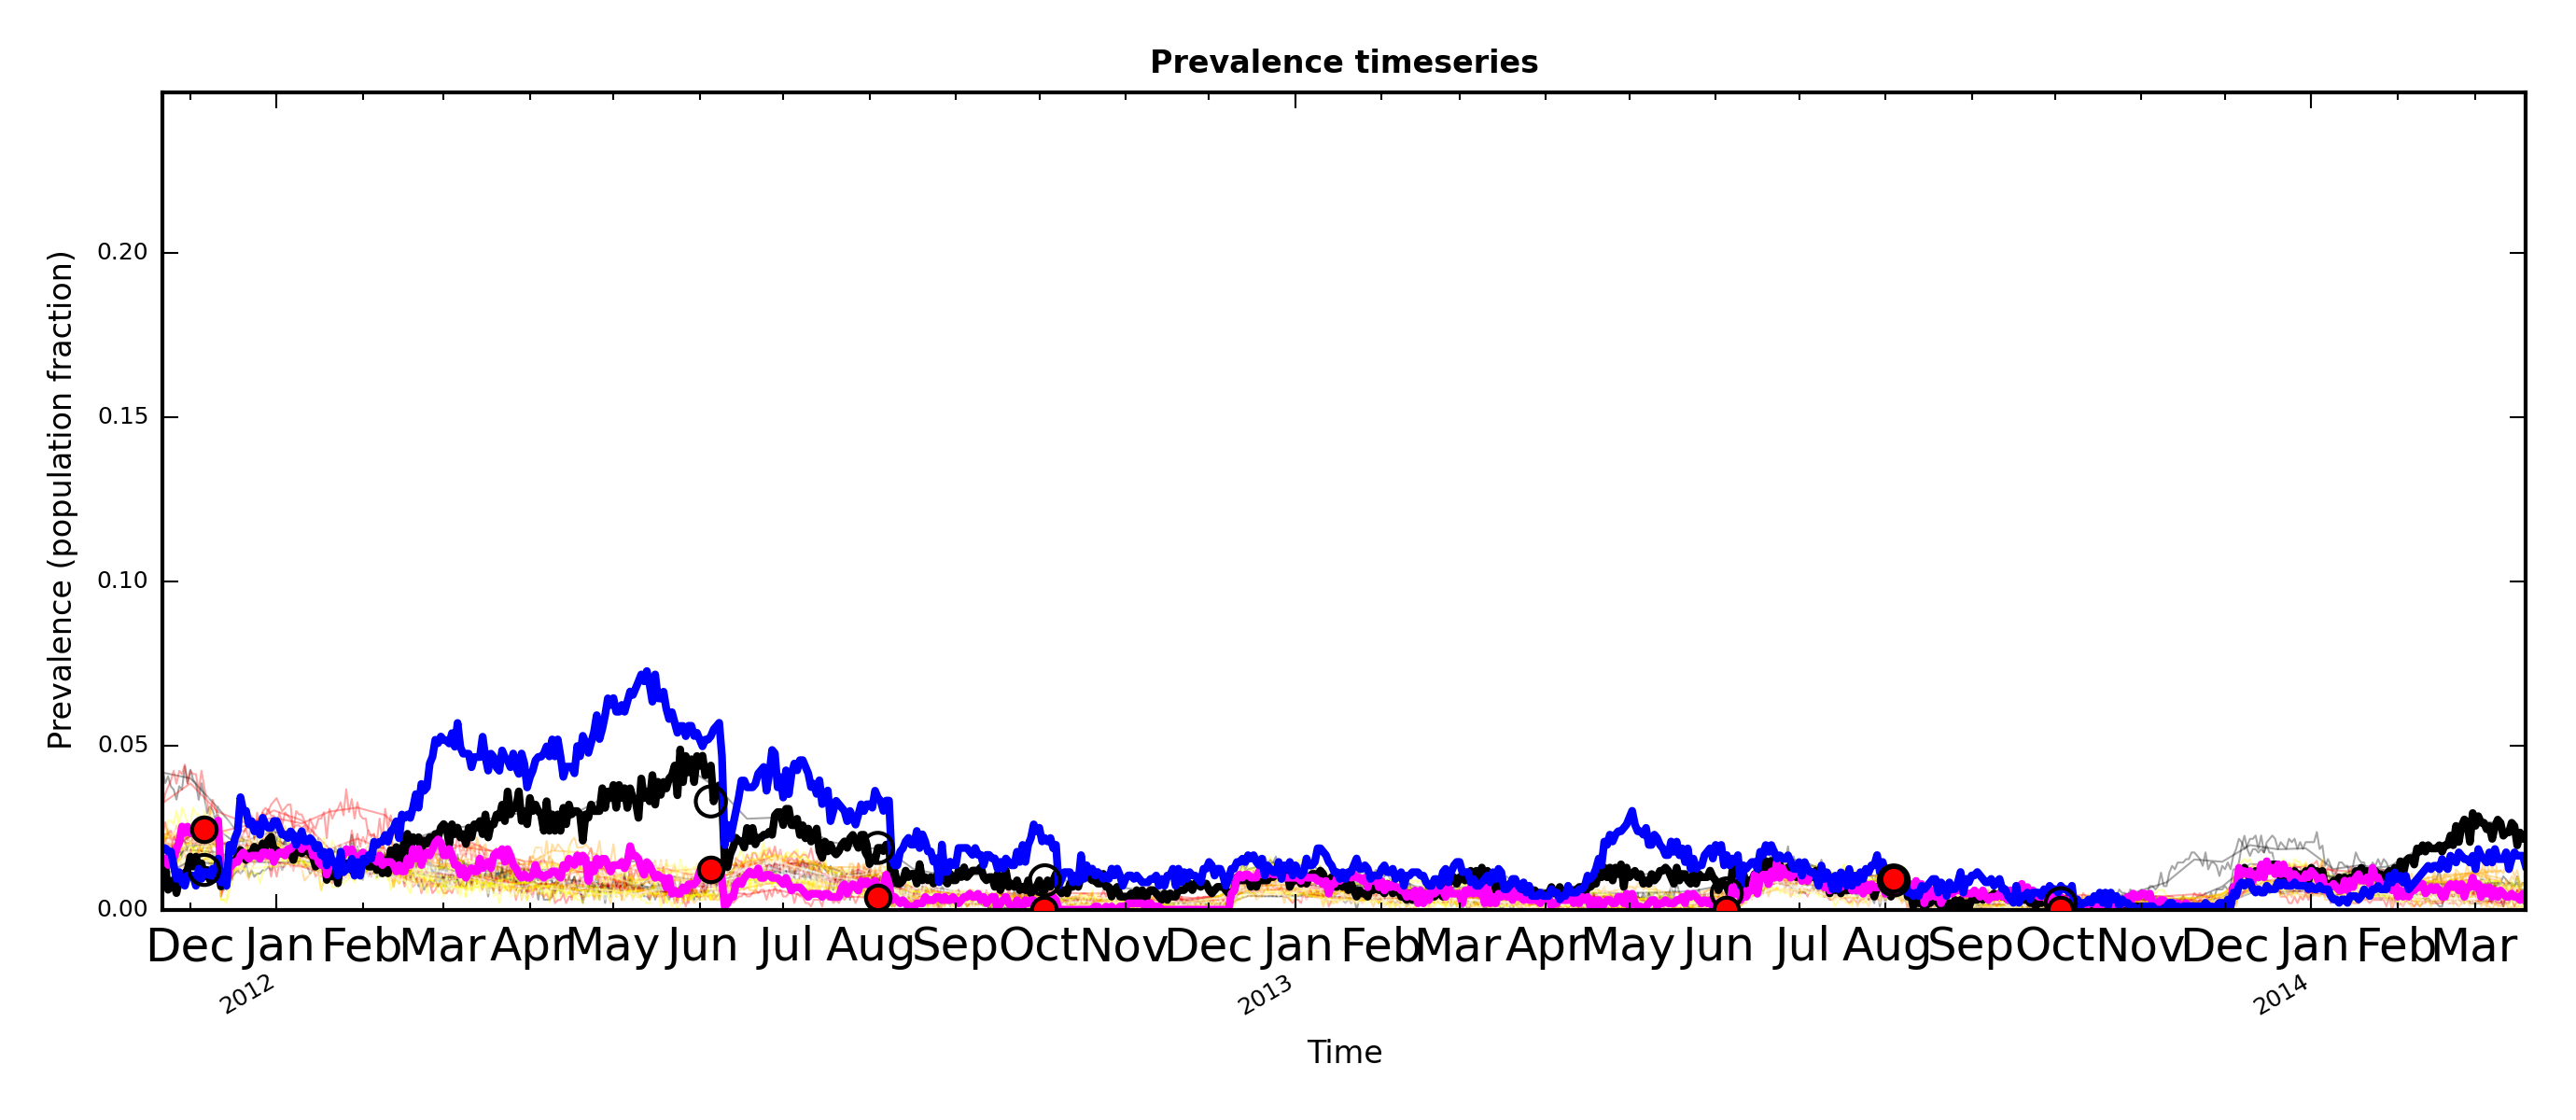 Prevalence timeseries
Prevalence (population fraction)
0.20
0.15
0.10
0.05
0.00
Dec Jan Feb Mar Apr May Jun Jul Aug Sep Oct Nov Dec Jan Feb Mar Apr May Jun Jul Aug Sep Oct Nov Dec Jan Feb Mar
2012 2013 2014
Time